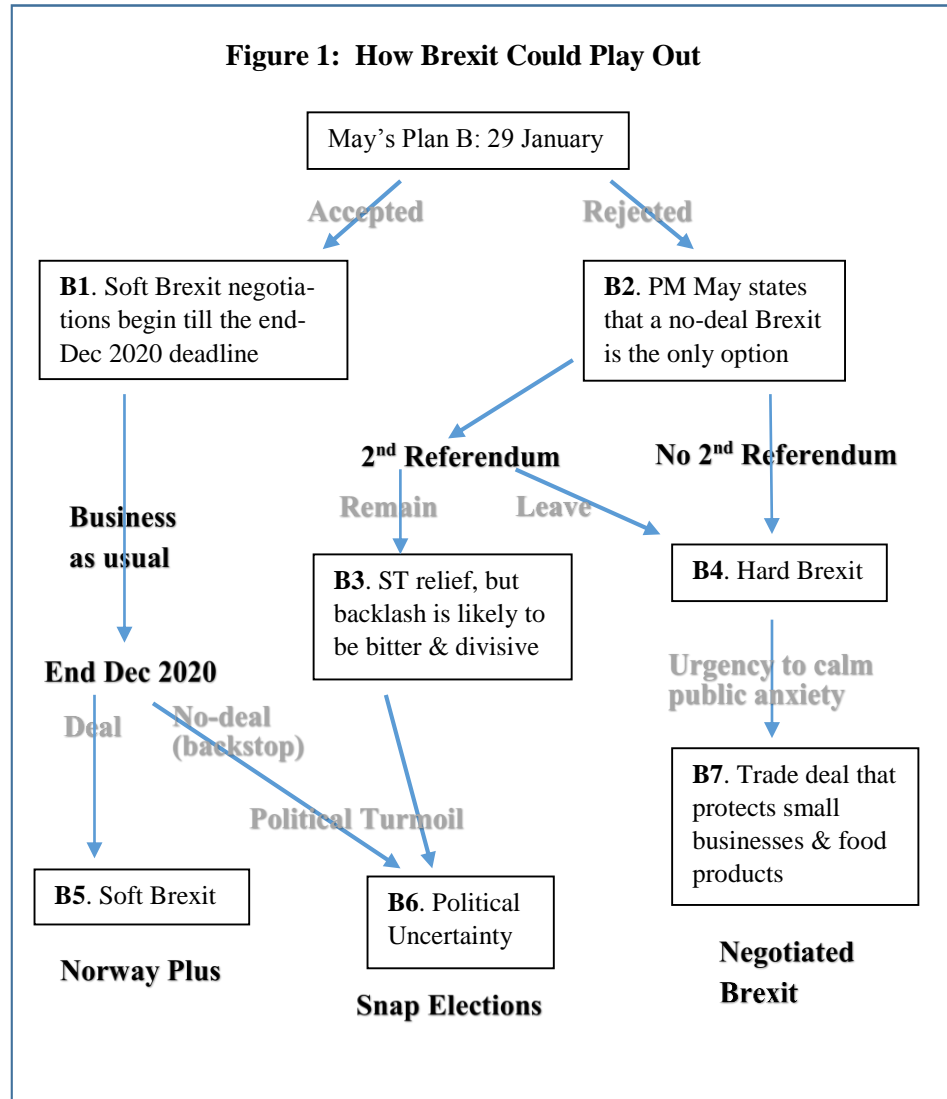 Figure 1: How Brexit Could Play Out
May's Plan B: 29 January
Accepted
Rejected
B1. Soft Brexit negotia-
tions begin till the end-
Dec 2020 deadline
B2. PM May states
that a no-deal Brexit
is the only option
2nd Referendum
No 2nd Referendum
Remain
Leave
Business
as usual
B3. ST relief, but
backlash is likely to
be bitter & divisive
B4. Hard Brexit
End Dec 2020
Urgency to calm
public anxiety
Deal
No-deal
(backstop)
Political Turmoil
B7. Trade deal that
protects small
businesses & food
products
B5. Soft Brexit
B6. Political
Uncertainty
Norway Plus
Snap Elections
Negotiated
Brexit